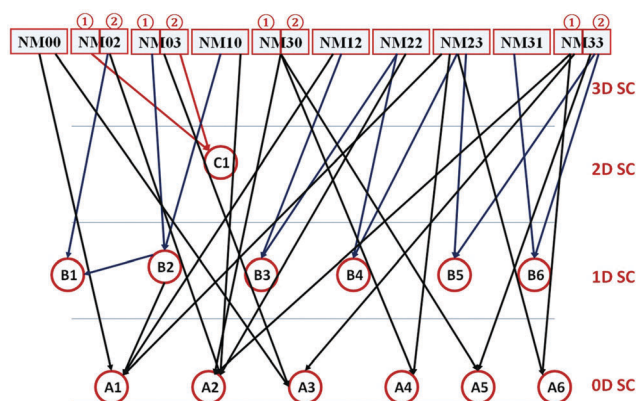 ① ② ① ② ① ② ① ②
NM00 NM02 NM03 NM10 NM30 NM12 NM22 NM23 NM31 NM33
3D SC
C1 2D SC
B1 B2 B3 B4 B5 B6 1D SC
A1 A2 A3 A4 A5 A6 0D SC